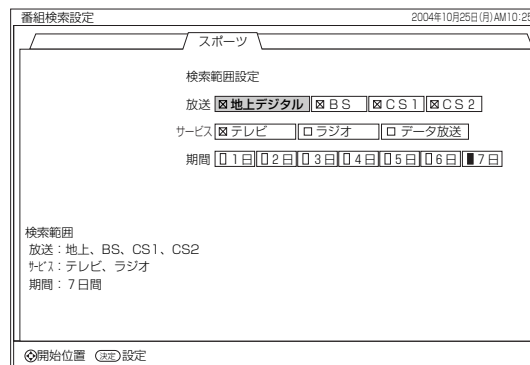 番組検索設定 2004年10月25日(月)AM10:25
スポーツ
検索範囲設定
放送 地上デジタル BS CS1 CS2
サービス テレビ ラジオ データ放送
期間 1日 2日 3日 4日 5日 6日 7日
検索範囲
放送:地上、BS、CS1、CS2
サービス:テレビ、ラジオ
期間:7日間
開始位置 決定 設定